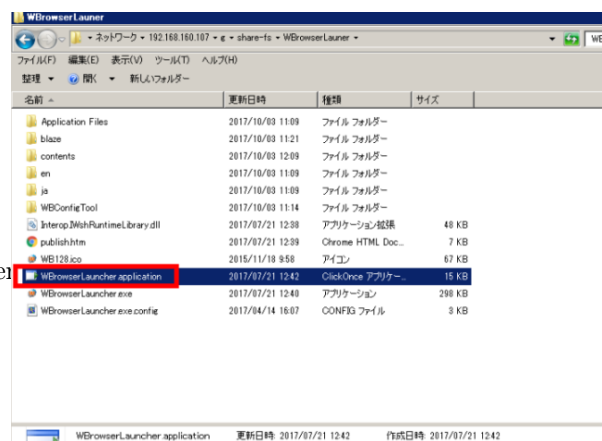 WBrowserLauner
ネットワーク ▸ 192.168.160.107 ▸ g ▸ share-fs ▸ WBrowserLauner ▸
ファイル(F) 編集(E) 表示(V) ツール(T) ヘルプ(H)
整理 ▼ 開く ▼ 新しいフォルダー
名前 更新日時 種類 サイズ
Application Files 2017/10/03 11:09 ファイル フォルダー
blaze 2017/10/03 11:21 ファイル フォルダー
contents 2017/10/03 12:09 ファイル フォルダー
en 2017/10/03 11:09 ファイル フォルダー
ja 2017/10/03 11:09 ファイル フォルダー
WBConfigTool 2017/10/03 11:14 ファイル フォルダー
Interop.IWshRuntimeLibrary.dll 2017/07/21 12:38 アプリケーション拡張 48 KB
publish.htm 2017/07/21 12:39 Chrome HTML Doc... 7 KB
WB128.ico 2015/11/18 9:58 アイコン 67 KB
WBrowserLauncher.application 2017/07/21 12:42 ClickOnce アプリケー... 15 KB
WBrowserLauncher.exe 2017/07/21 12:40 アプリケーション 298 KB
WBrowserLauncher.exe.config 2017/04/14 16:07 CONFIG ファイル 3 KB
WBrowserLauncher.application 更新日時: 2017/07/21 12:42 作成日時: 2017/07/21 12:42